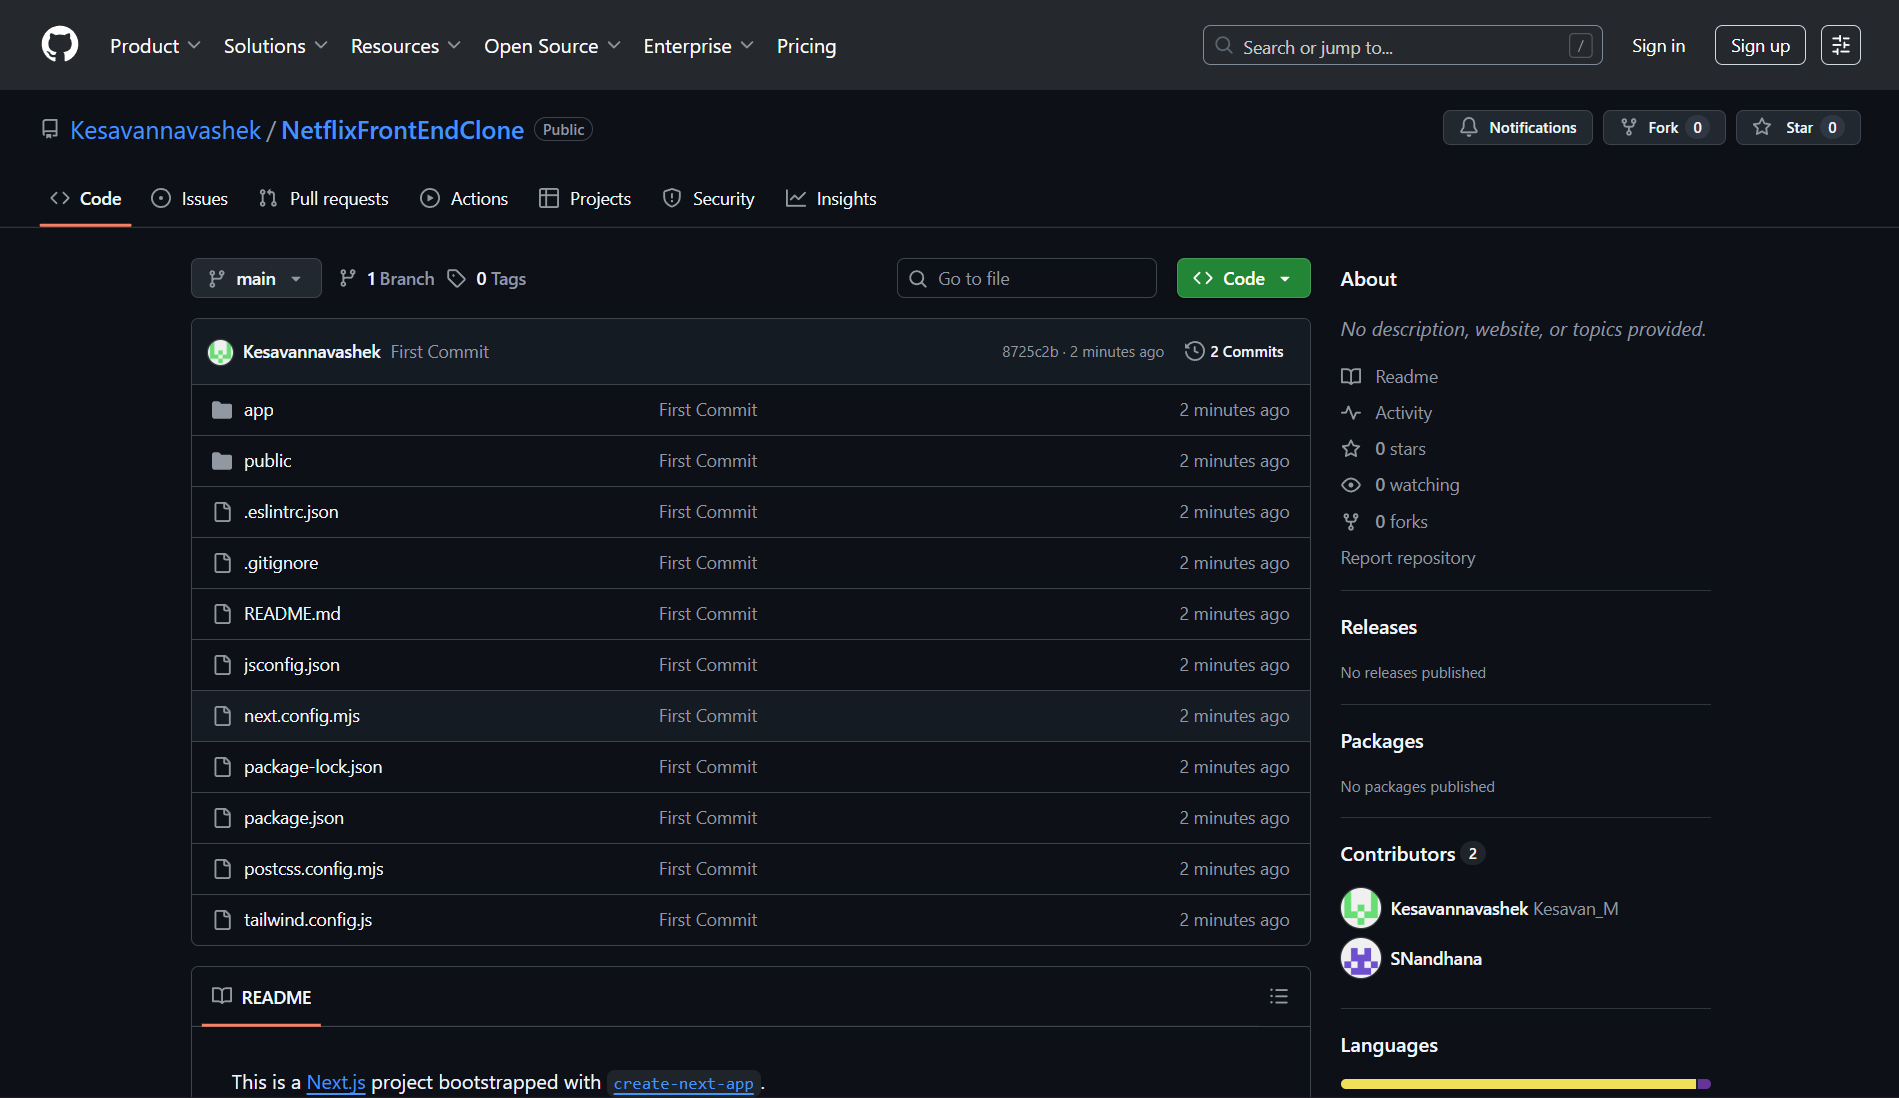 Product Solutions Resources Open Source Enterprise Pricing Search or jump to... / Sign in Sign up
Kesavannavashek / NetflixFrontEndClone Public Notifications Fork 0 Star 0
Code Issues Pull requests Actions Projects Security Insights
main 1 Branch 0 Tags Go to file Code
Kesavannavashek First Commit 8725c2b · 2 minutes ago 2 Commits
app First Commit 2 minutes ago
public First Commit 2 minutes ago
.eslintrc.json First Commit 2 minutes ago
.gitignore First Commit 2 minutes ago
README.md First Commit 2 minutes ago
jsconfig.json First Commit 2 minutes ago
next.config.mjs First Commit 2 minutes ago
package-lock.json First Commit 2 minutes ago
package.json First Commit 2 minutes ago
postcss.config.mjs First Commit 2 minutes ago
tailwind.config.js First Commit 2 minutes ago
README
This is a Next.js project bootstrapped with create-next-app.
About
No description, website, or topics provided.
Readme
Activity
0 stars
0 watching
0 forks
Report repository
Releases
No releases published
Packages
No packages published
Contributors 2
Kesavannavashek Kesavan_M
SNandhana
Languages